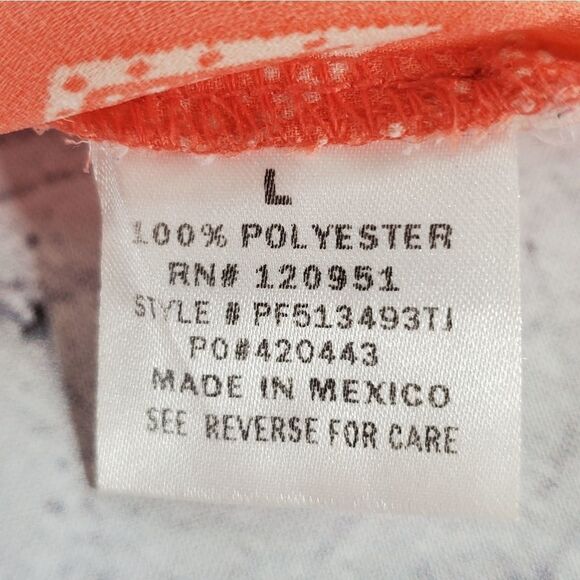 L
100% POLYESTER
RN# 120951
STYLE # PF513493TJ
PO#420443
MADE IN MEXICO
SEE REVERSE FOR CARE